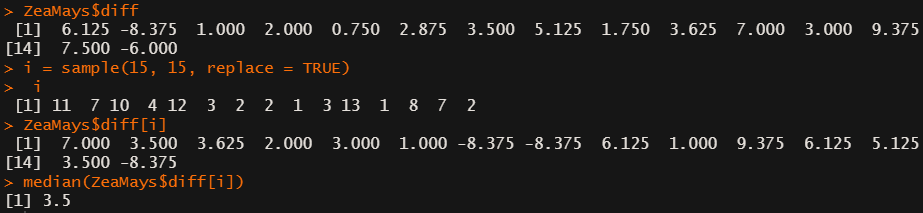 > ZeaMays$diff
[1] 6.125 -8.375 1.000 2.000 0.750 2.875 3.500 5.125 1.750 3.625 7.000 3.000 9.375
[14] 7.500 -6.000
> i = sample(15, 15, replace = TRUE)
> i
[1] 11 7 10 4 12 3 2 2 1 3 13 1 8 7 2
> ZeaMays$diff[i]
[1] 7.000 3.500 3.625 2.000 3.000 1.000 -8.375 -8.375 6.125 1.000 9.375 6.125 5.125
[14] 3.500 -8.375
> median(ZeaMays$diff[i])
[1] 3.5